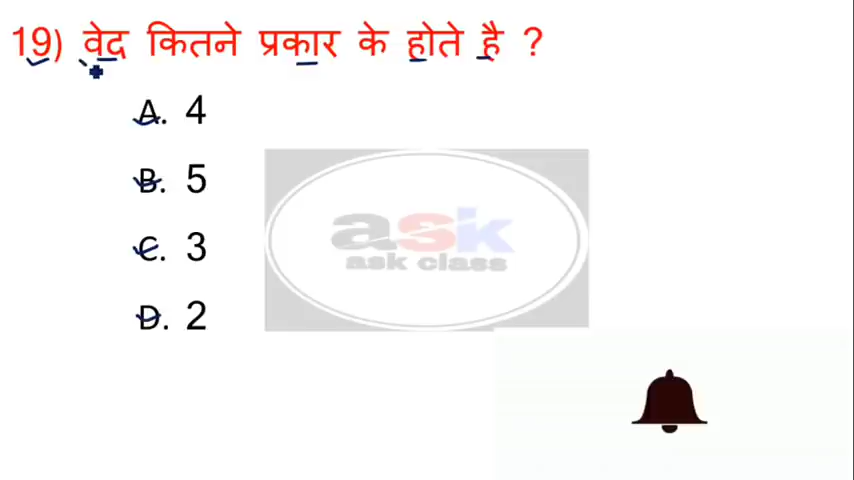 19) वेद कितने प्रकार के होते है ?
A. 4
B. 5
C. 3
D. 2
ask
ask class